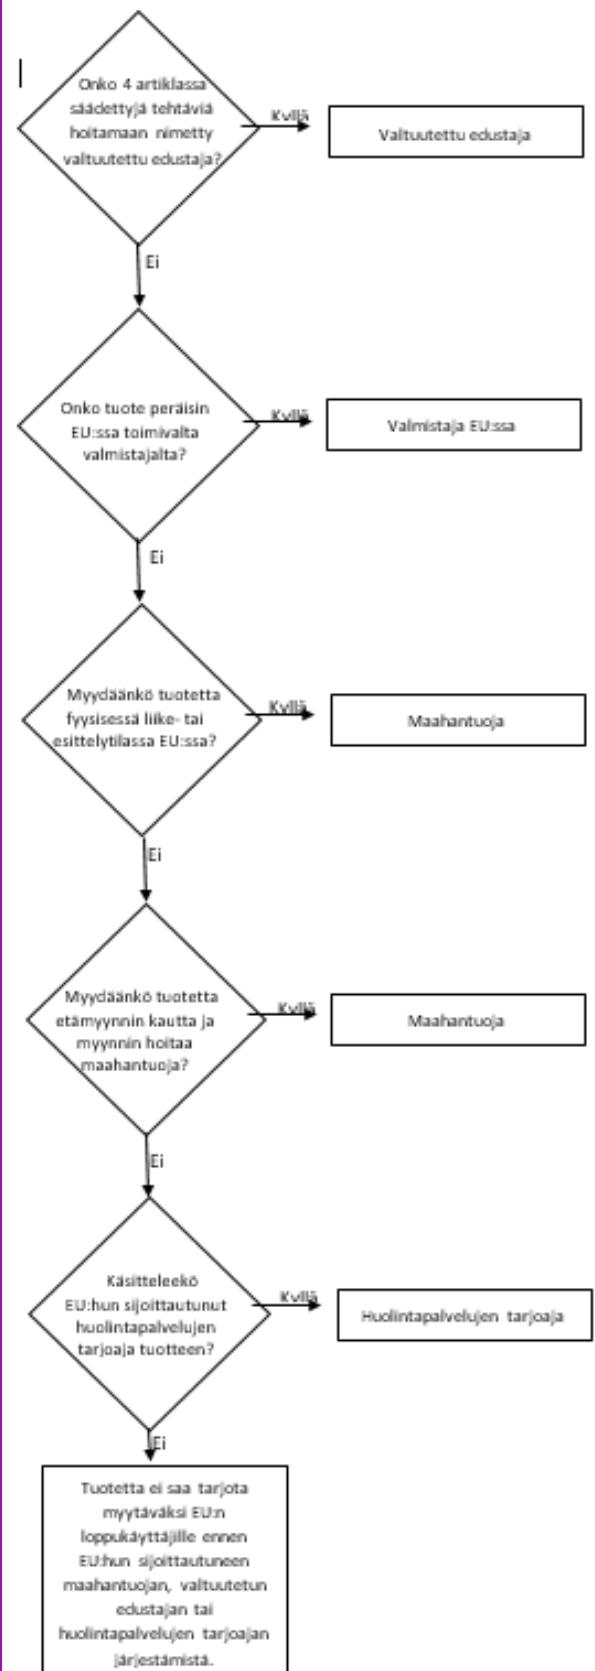 Onko 4 artiklassa
säädettyjä tehtäviä
hoitamaan nimetty
valtuutettu edustaja?
Kyllä
Valtuutettu edustaja
Ei
Onko tuote peräisin
EU:ssa toimivalta
valmistajalta?
Kyllä
Valmistaja EU:ssa
Ei
Myydäänkö tuotetta
fyysisessä liike- tai
esittelytilassa EU:ssa?
Kyllä
Maahantuoja
Ei
Myydäänkö tuotetta
etämyynnin kautta ja
myynnin hoitaa
maahantuoja?
Kyllä
Maahantuoja
Ei
Käsitteleekö
EU:hun sijoittautunut
huolintapalvelujen
tarjoaja tuotteen?
Kyllä
Huolintapalvelujen tarjoaja
Ei
Tuotetta ei saa tarjota
myytäväksi EU:n
loppukäyttäjille ennen
EU:hun sijoittautuneen
maahantuojan, valtuutetun
edustajan tai
huolintapalvelujen tarjoajan
järjestämistä.